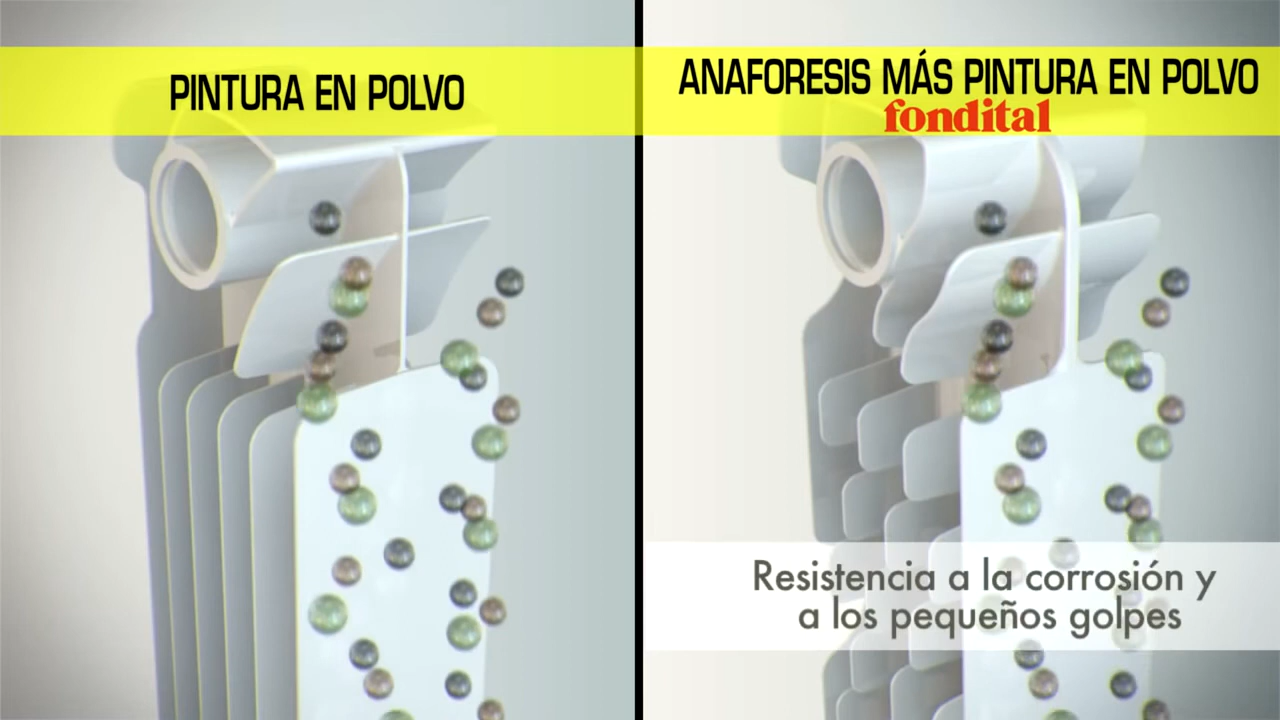 PINTURA EN POLVO
ANAFORESIS MÁS PINTURA EN POLVO
fondital
Resistencia a la corrosión y
a los pequeños golpes